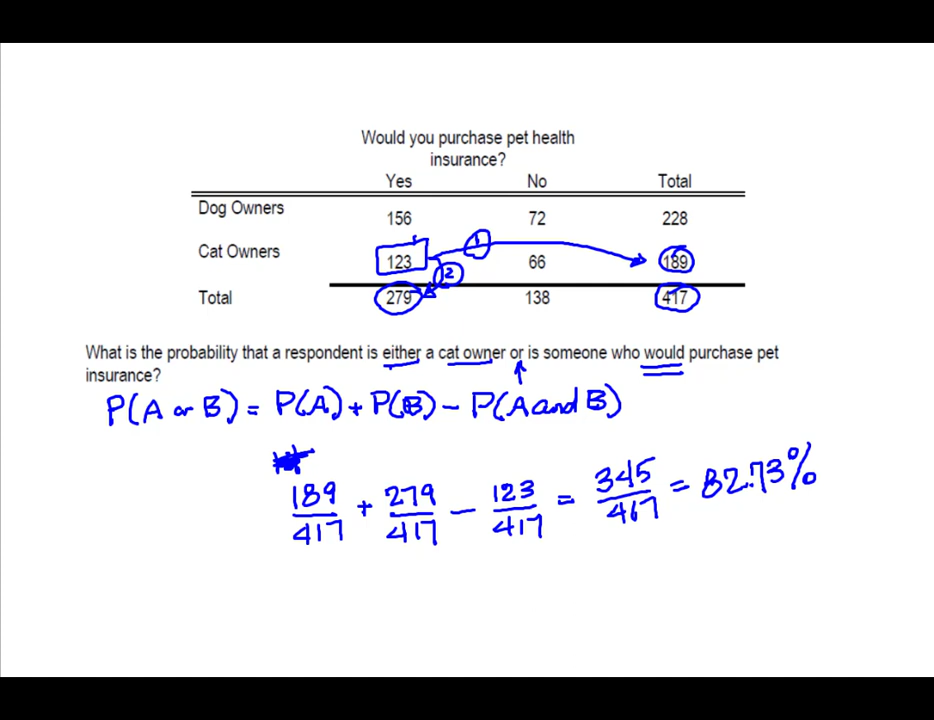 Would you purchase pet health
insurance?
Yes No Total
Dog Owners 156 72 228
1
Cat Owners 123 66 189
2
Total 279 138 417
What is the probability that a respondent is either a cat owner or is someone who would purchase pet
insurance?
P(A or B) = P(A) + P(B) - P(A and B)
189/417 + 279/417 - 123/417 = 345/467 = 82.73%